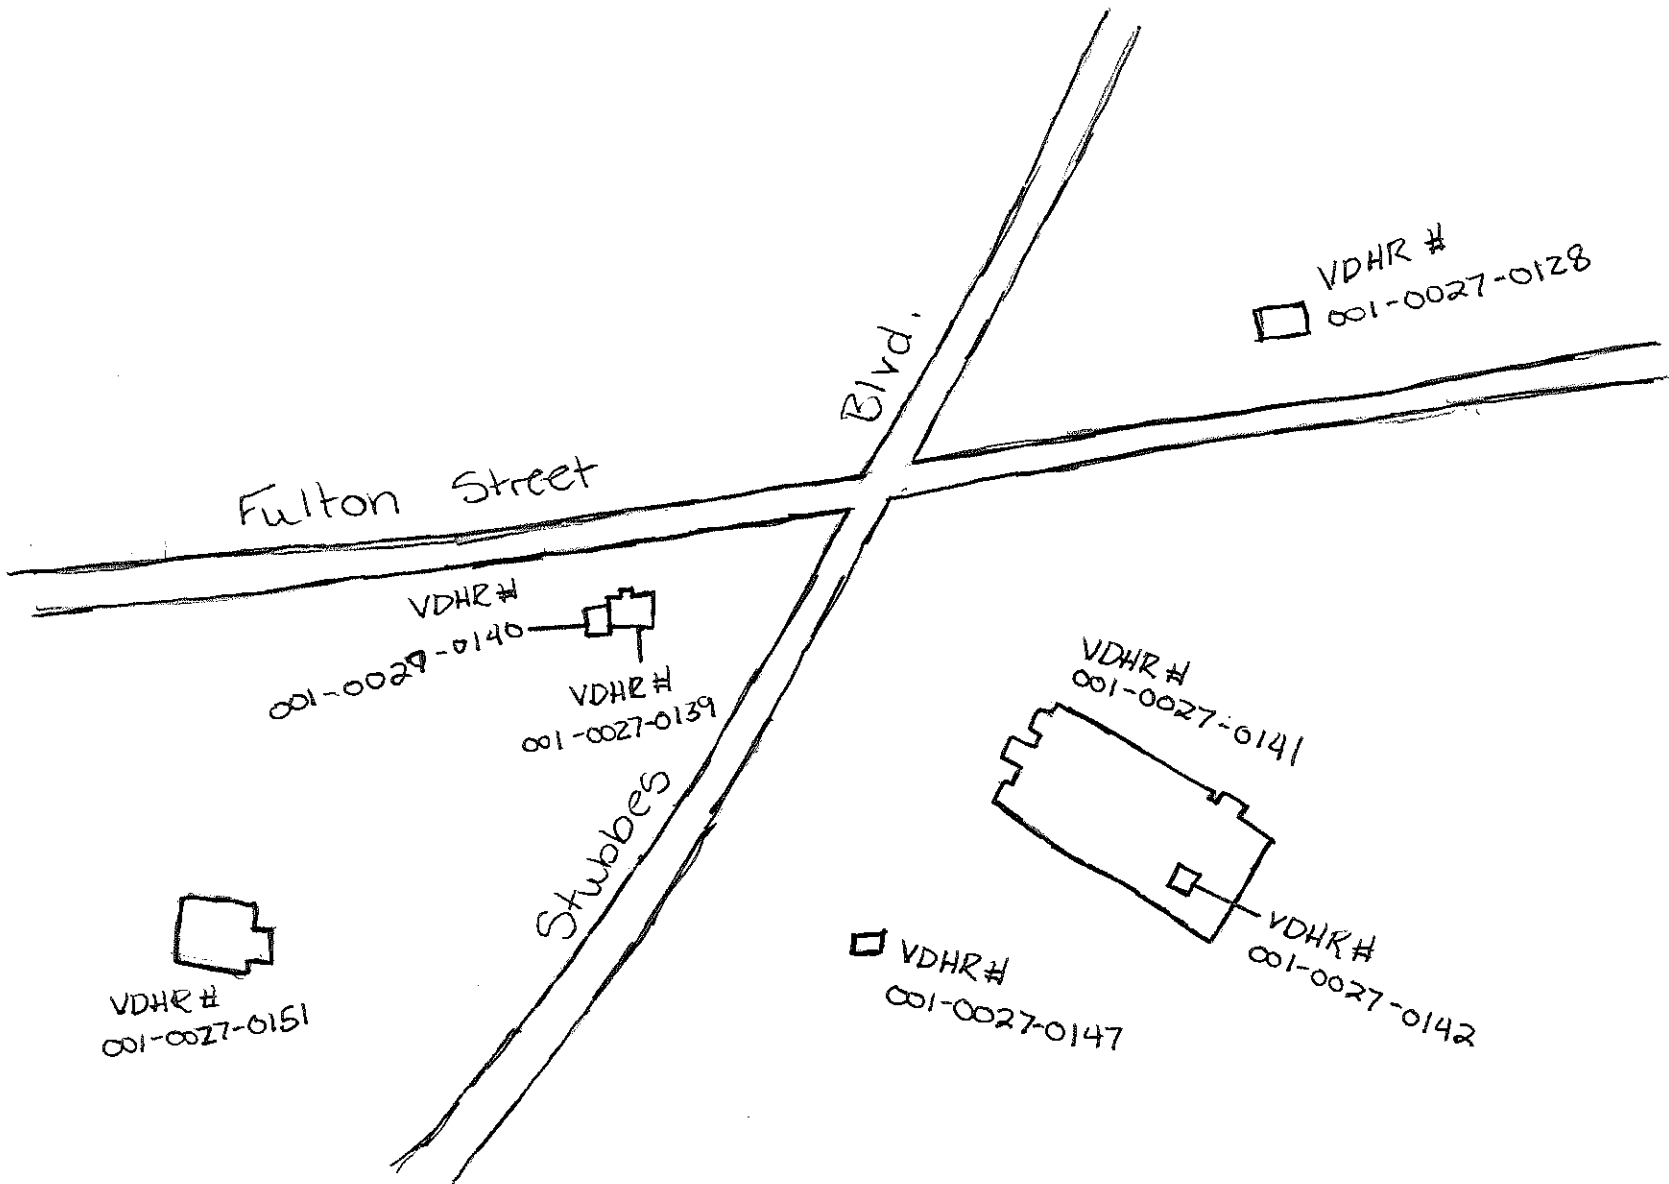 VDHR #
001-0027-0128
Blvd.
Fulton Street
VDHR #
001-0027-0140
VDHR #
001-0027-0139
VDHR #
001-0027-0141
Stubbes
VDHR #
001-0027-0142
VDHR #
001-0027-0147
VDHR #
001-0027-0151